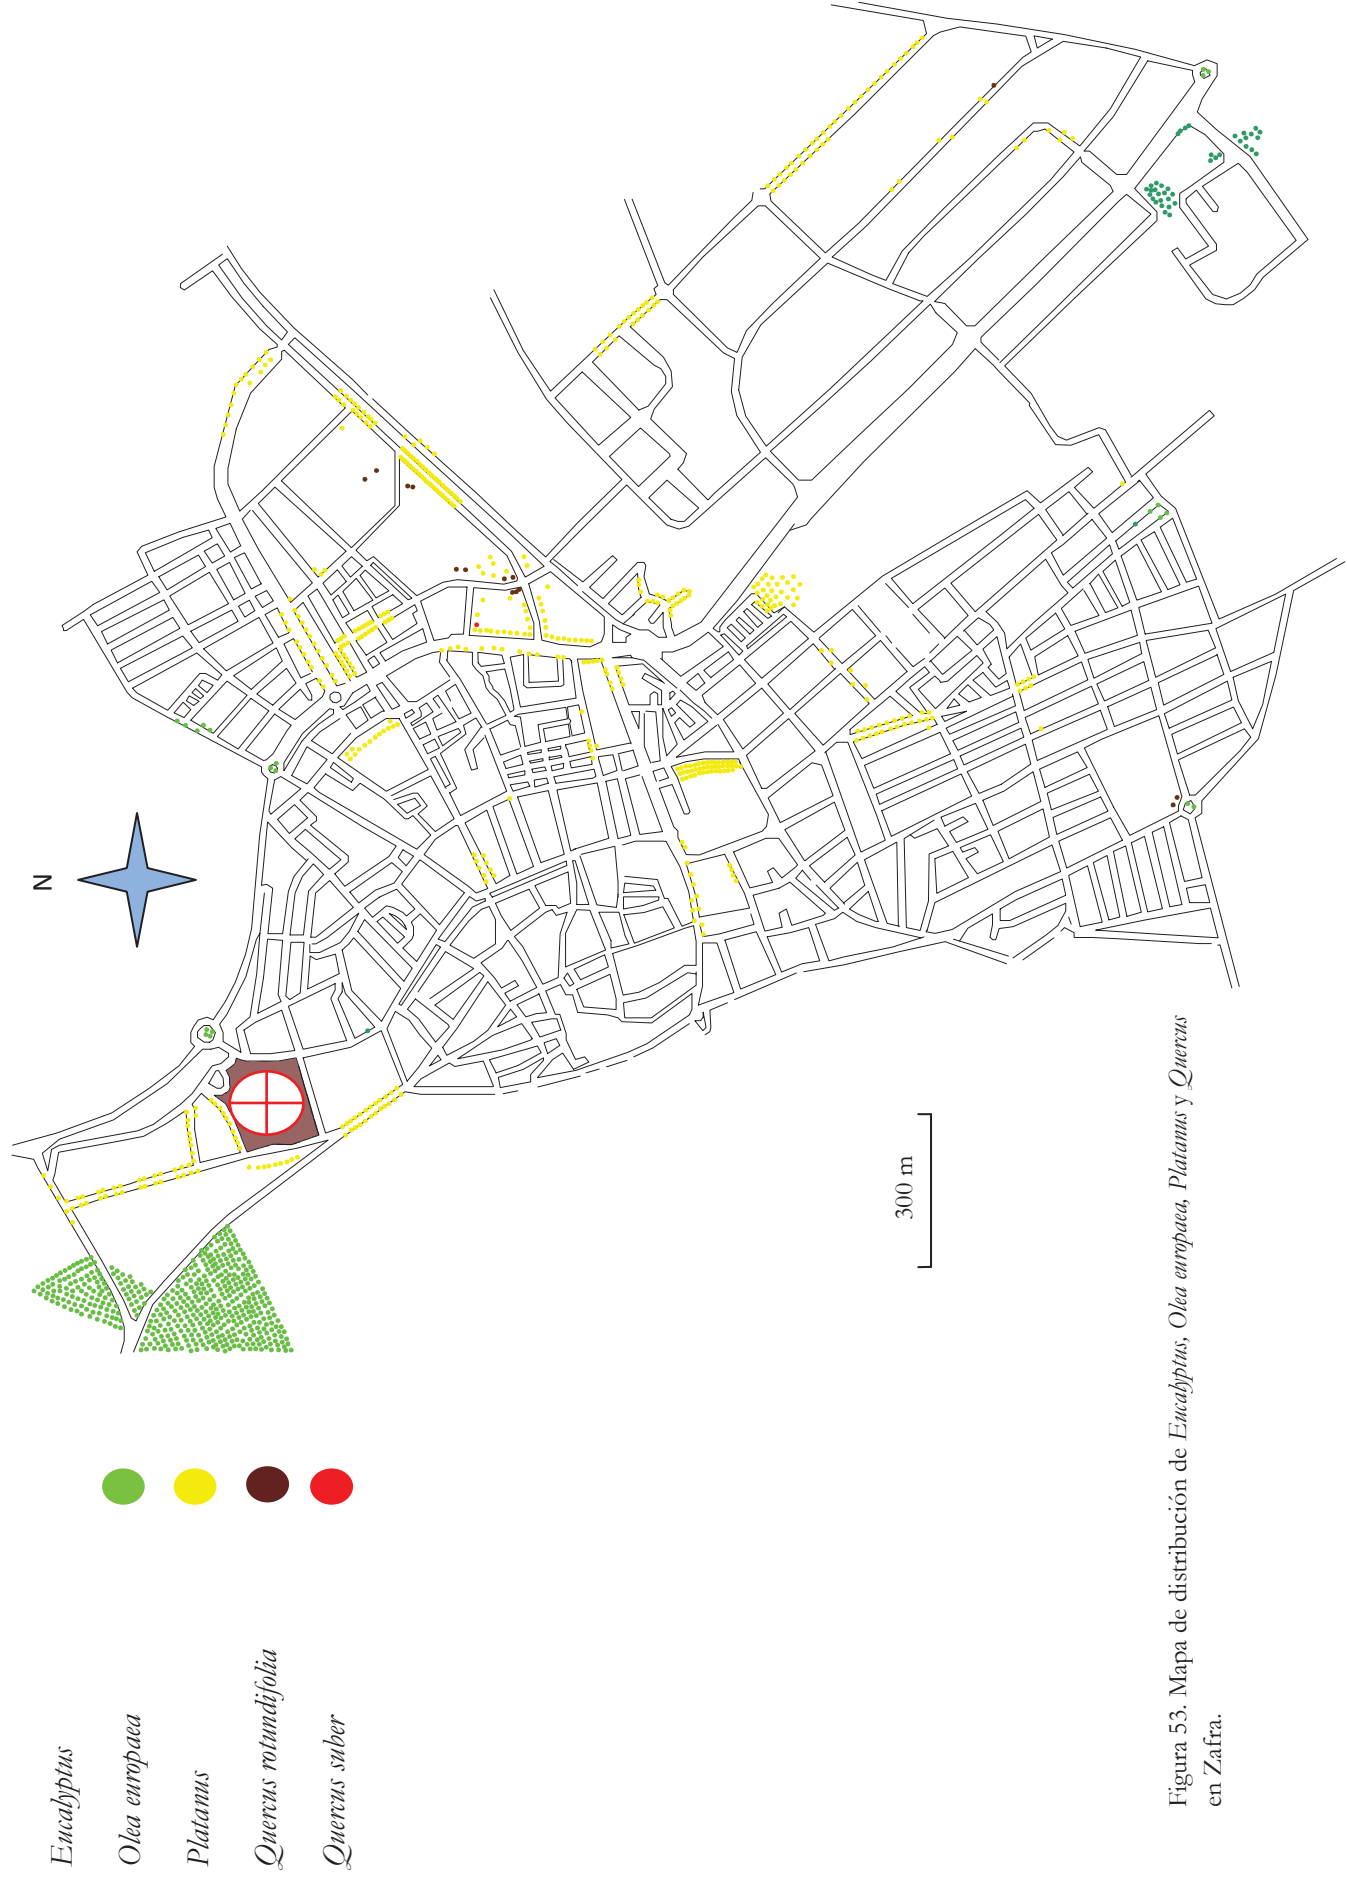 N
Eucalyptus
Olea europaea
Platanus
Quercus rotundifolia
Quercus suber
300 m
Figura 53. Mapa de distribución de Eucalyptus, Olea europaea, Platanus y Quercus
en Zafra.